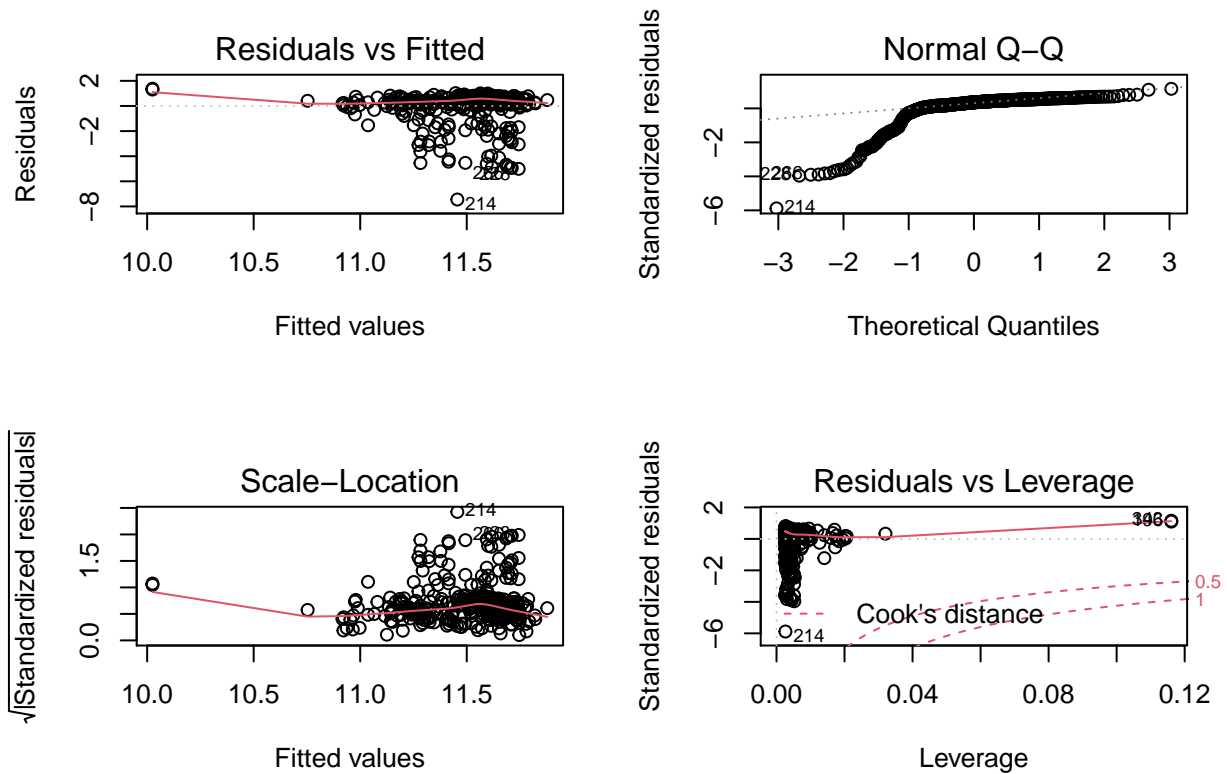 Residuals vs Fitted
Residuals
2
−2
−8
214
10.0 10.5 11.0 11.5
Fitted values
Normal Q−Q
Standardized residuals
−2
−6
214
−3 −2 −1 0 1 2 3
Theoretical Quantiles
Scale−Location
√|Standardized residuals|
1.5
0.0
214
10.0 10.5 11.0 11.5
Fitted values
Residuals vs Leverage
Standardized residuals
2
−2
−6
0.5
1
Cook's distance
214
0.00 0.04 0.08 0.12
Leverage